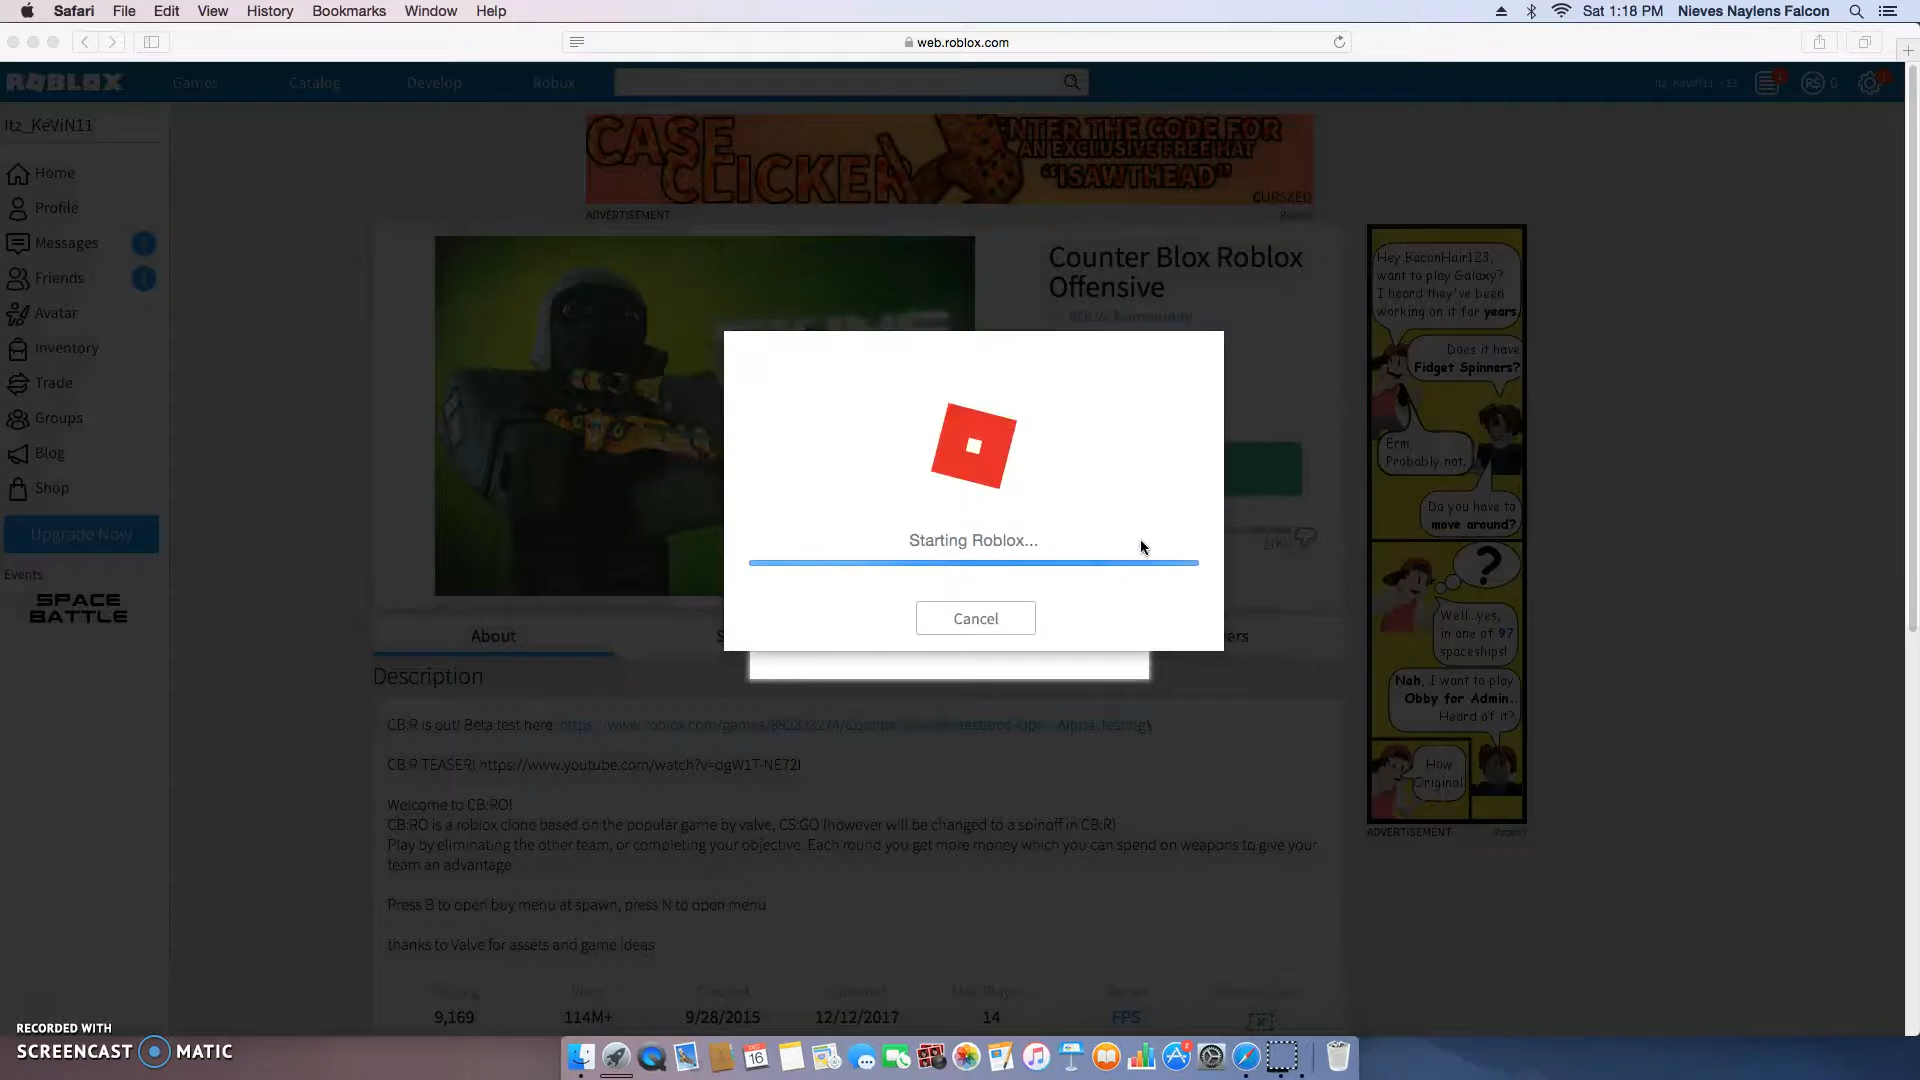 Safari File Edit View History Bookmarks Window Help
Sat 1:18 PM Nieves Naylens Falcon
web.roblox.com
ROBLOX Games Catalog Develop Robux
0
Itz_KeViN11
Home
Profile
Messages
Friends
Avatar
Inventory
Trade
Groups
Blog
Shop
Upgrade Now
Events
SPACE
BATTLE
CASE
CLICKER
ENTER THE CODE FOR
AN EXCLUSIVE FREE HAT
"ISAWTHEAD"
CURSZED
ADVERTISEMENT
Counter Blox Roblox
Offensive
Starting Roblox...
Cancel
About
Description
CB:R is out! Beta test here
CB:R TEASER! https://www.youtube.com/watch?v=dgW1T-NE72I
Welcome to CB:RO!
CB:RO is a roblox clone based on the popular game by valve, CS:GO (however will be changed to a spinoff in CB:R)
Play by eliminating the other team, or completing your objective. Each round you get more money which you can spend on weapons to give your
team an advantage
Press B to open buy menu at spawn, press N to open menu
thanks to Valve for assets and game ideas
9,169 114M+ 9/28/2015 12/12/2017 14 FPS
Hey BaconHair123,
want to play Galaxy?
I heard they've been
working on it for years.
Does it have
Fidget Spinners?
Erm,
Probably not.
Do you have to
move around?
?
Well...yes,
in one of 97
spaceships!
Nah, I want to play
Obby for Admin..
Heard of it?
How
Original.
ADVERTISEMENT Report
RECORDED WITH
SCREENCAST MATIC
DEC
16